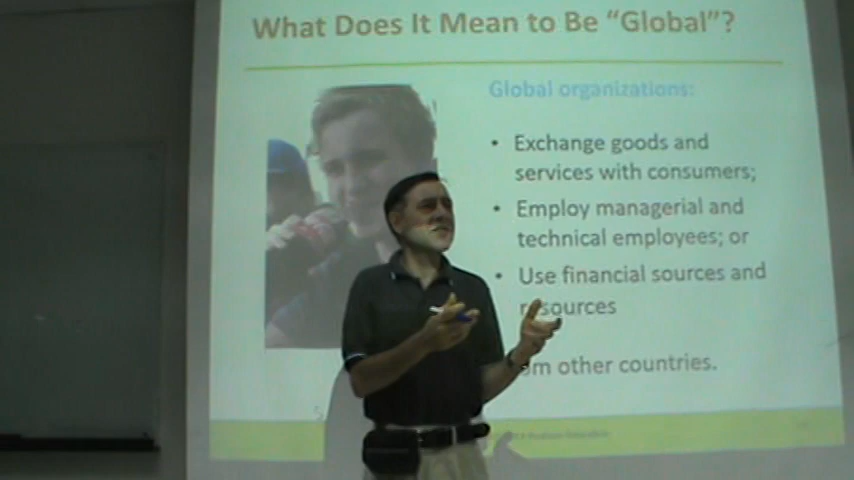 What Does It Mean to Be “Global”?
Global organizations:
• Exchange goods and
services with consumers;
• Employ managerial and
technical employees; or
• Use financial sources and
resources
other countries.